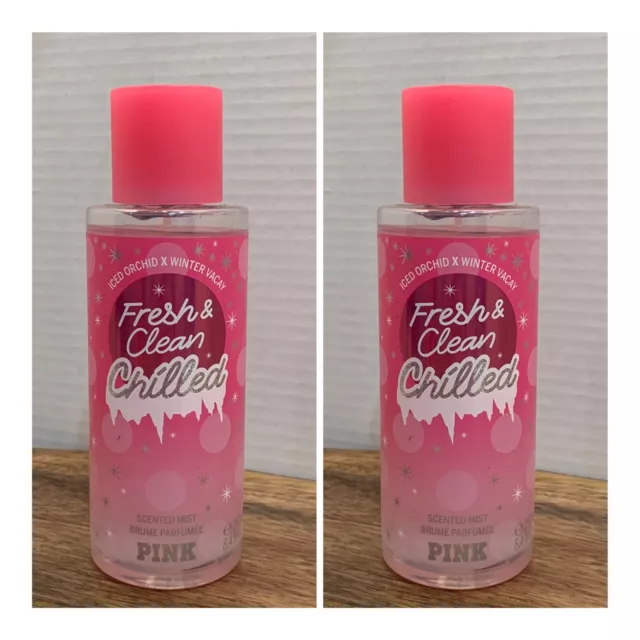 ICED ORCHID X WINTER VACAY
Fresh &
Clean
Chilled
SCENTED MIST
BRUME PARFUMÉE
PINK
ICED ORCHID X WINTER VACAY
Fresh &
Clean
Chilled
SCENTED MIST
BRUME PARFUMÉE
PINK